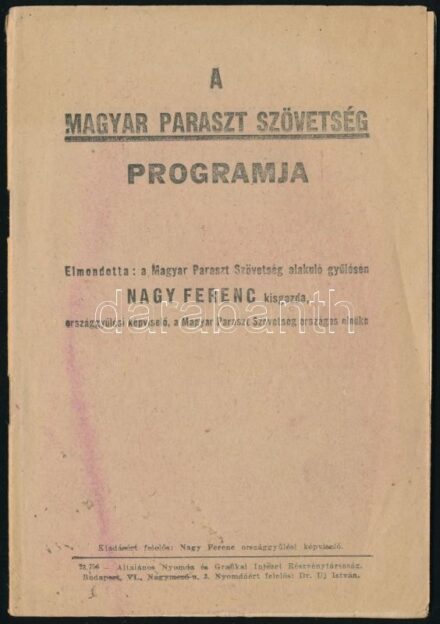 A
MAGYAR PARASZT SZÖVETSÉG
PROGRAMJA
Elmondotta: a Magyar Paraszt Szövetség alakuló gyűlésen
NAGY FERENC kisgazda,
országgyűlési képviselő, a Magyar Paraszt Szövetség országos elnöke
darabanth
Kiadásért felelős: Nagy Ferenc országgyűlési képviselő.
Általános Nyomda és Grafikai Intézet Részvénytársaság.
Budapest, VI., Nagymező-u. 3. Nyomdáért felelős: Dr. Uj István.